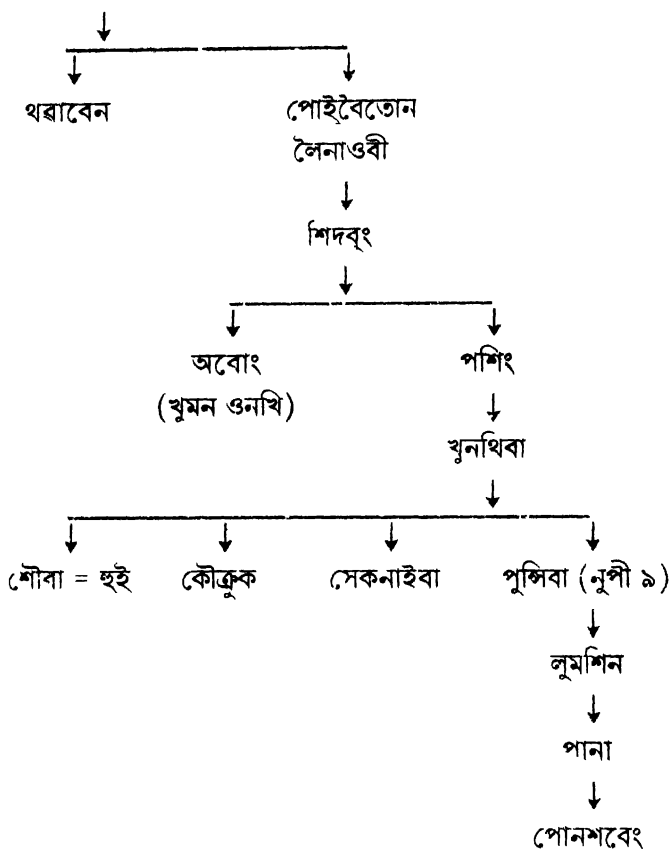 থৱাবেন
পোইবৈতোন
লৈনাওবী
শিদবুং
অবোং
(খুমন ওনখি)
পশিং
খুনথিবা
শৌবা = হুই
কৌব্রুক
সেকনাইবা
পুন্সিবা (নুপী ৯)
লুমশিন
পানা
পোনশবেং